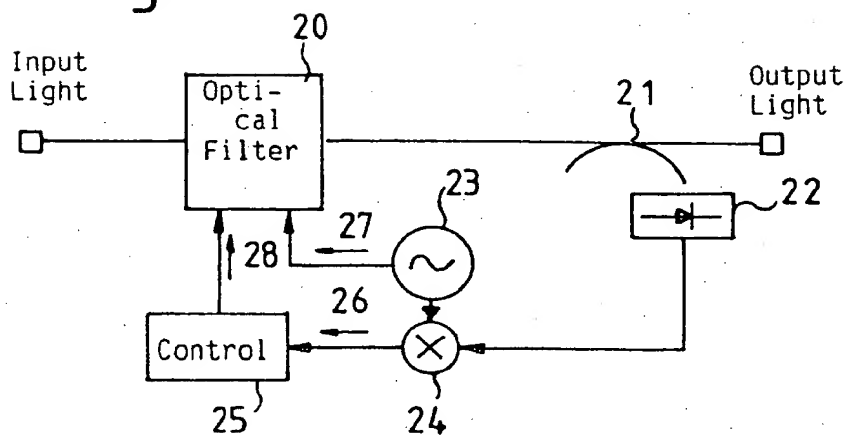 20
Input
Light
Opti-
cal
Filter
21
Output
Light
23
22
27
28
26
Control
25
24